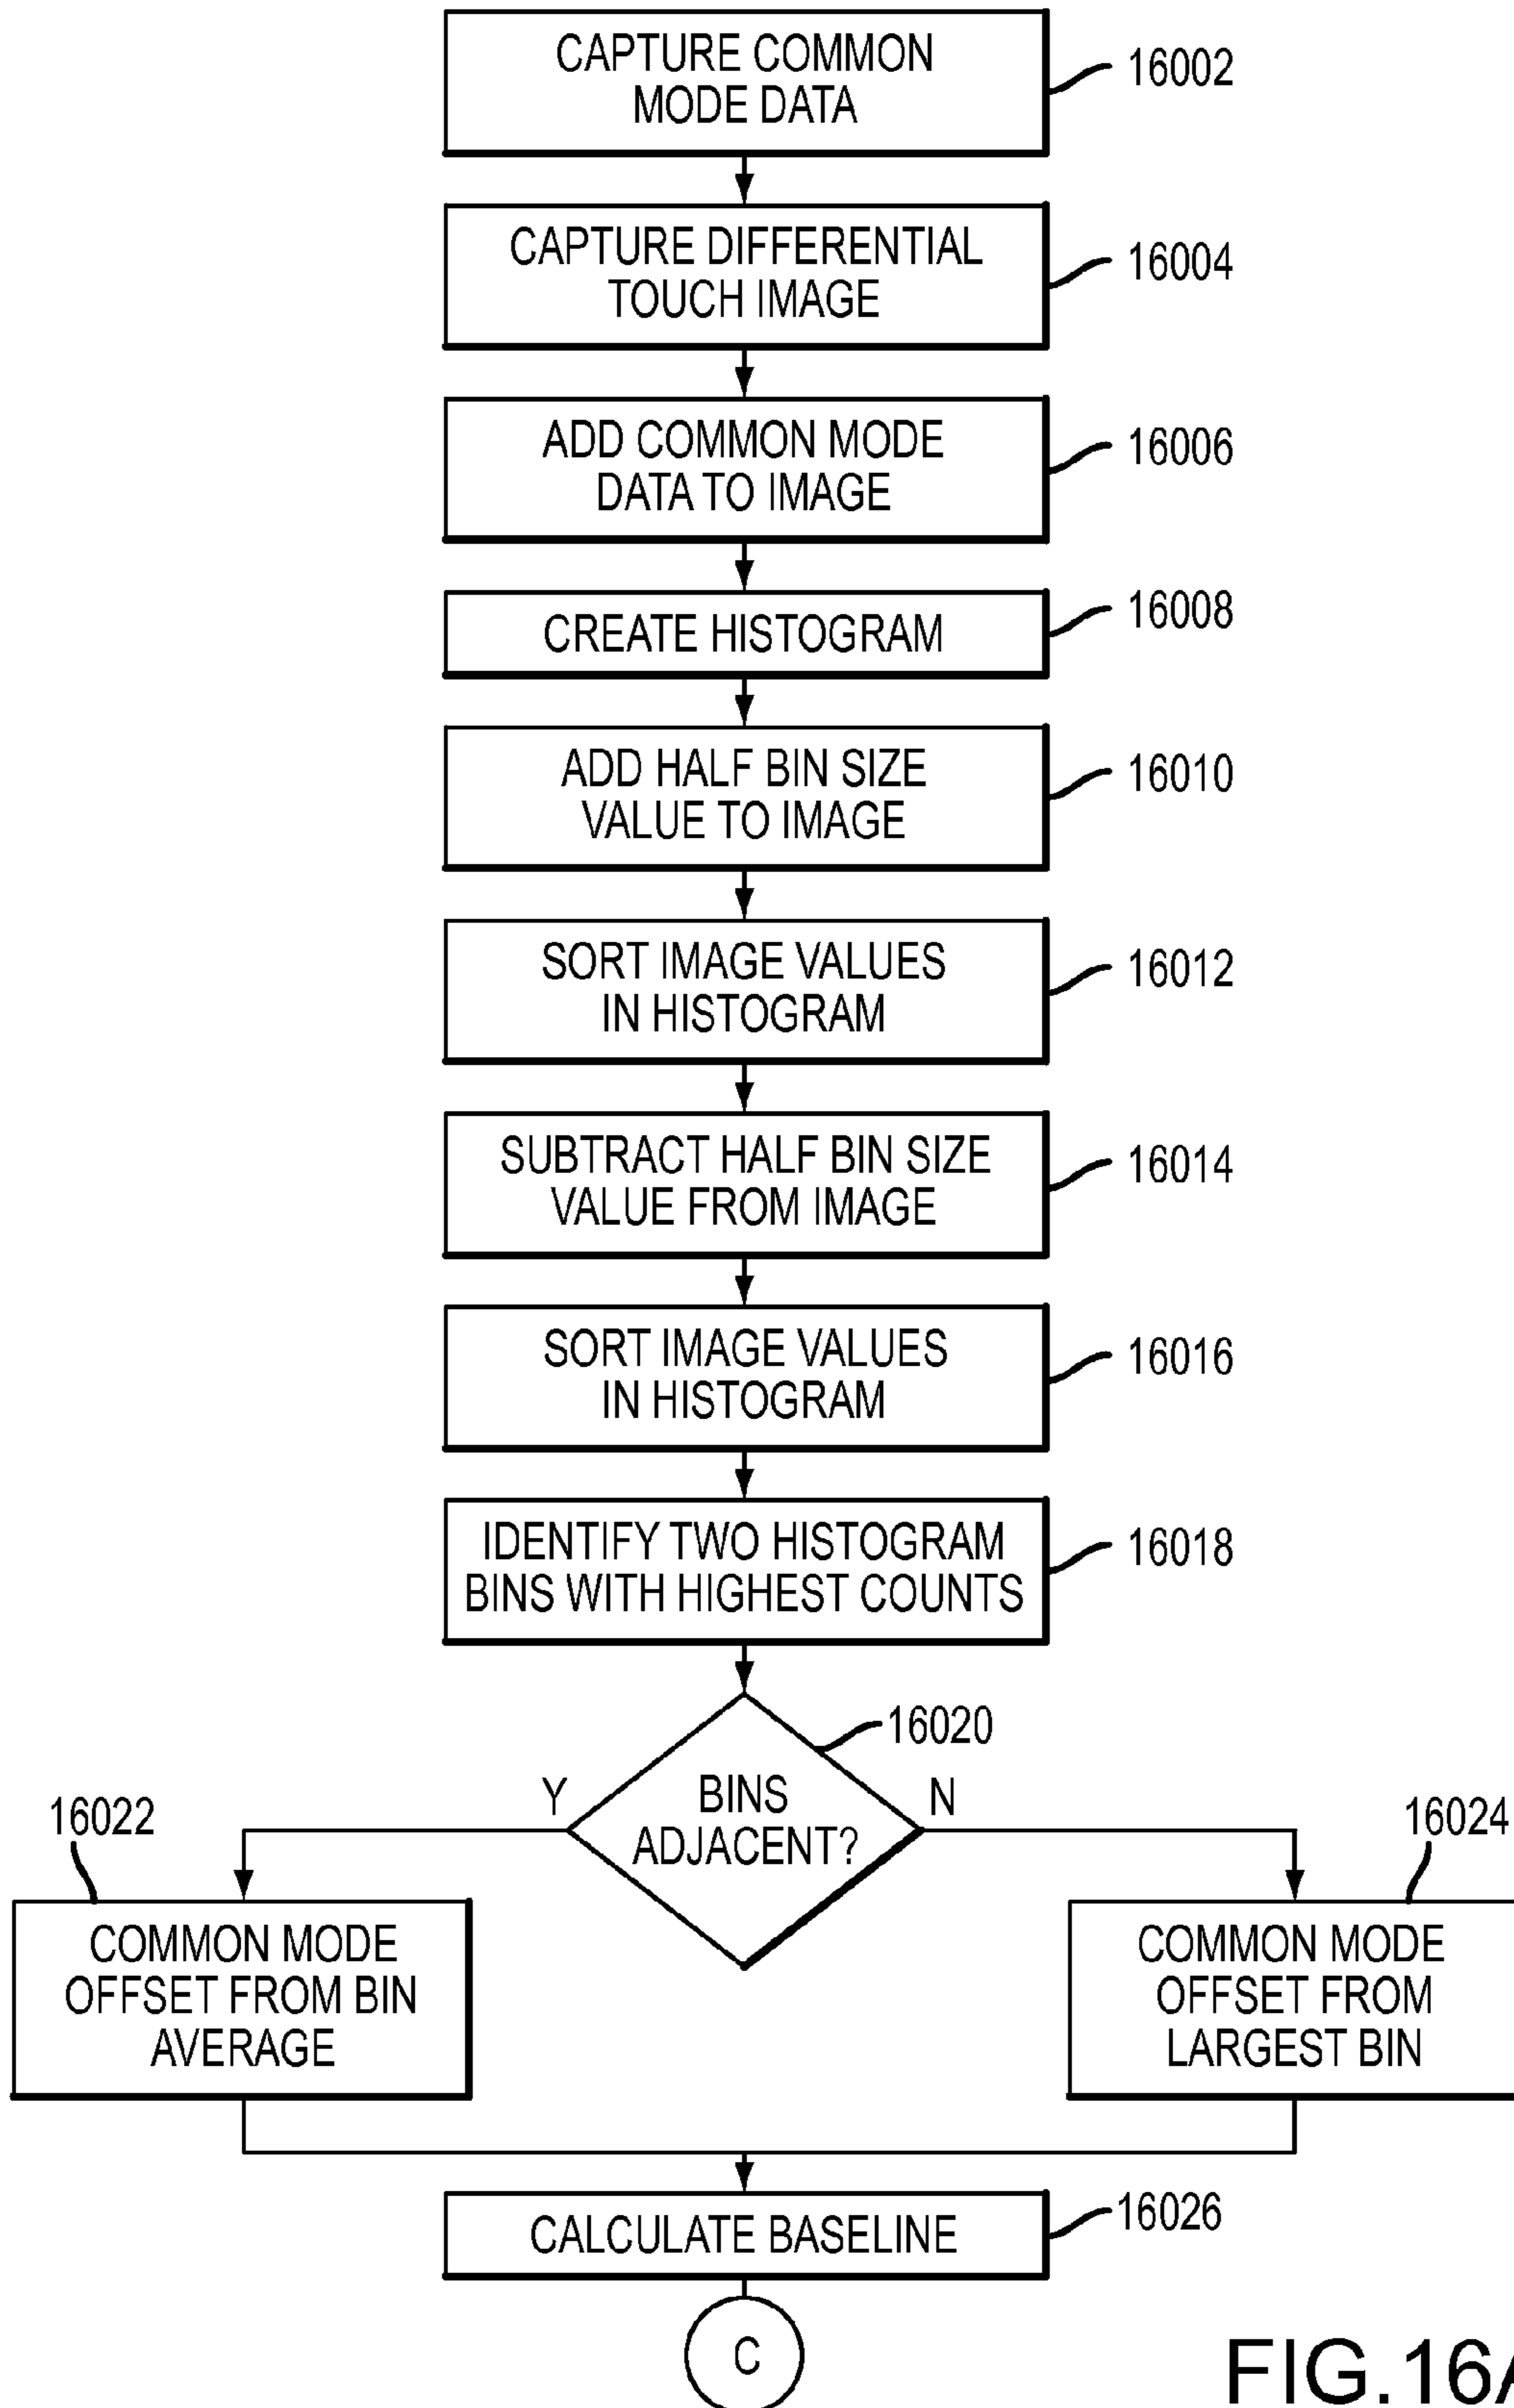 CAPTURE COMMON
MODE DATA
16002
CAPTURE DIFFERENTIAL
TOUCH IMAGE
16004
ADD COMMON MODE
DATA TO IMAGE
16006
CREATE HISTOGRAM
16008
ADD HALF BIN SIZE
VALUE TO IMAGE
16010
SORT IMAGE VALUES
IN HISTOGRAM
16012
SUBTRACT HALF BIN SIZE
VALUE FROM IMAGE
16014
SORT IMAGE VALUES
IN HISTOGRAM
16016
IDENTIFY TWO HISTOGRAM
BINS WITH HIGHEST COUNTS
16018
16020
BINS
ADJACENT?
Y
N
16022
COMMON MODE
OFFSET FROM BIN
AVERAGE
16024
COMMON MODE
OFFSET FROM
LARGEST BIN
CALCULATE BASELINE
16026
C
FIG.16A